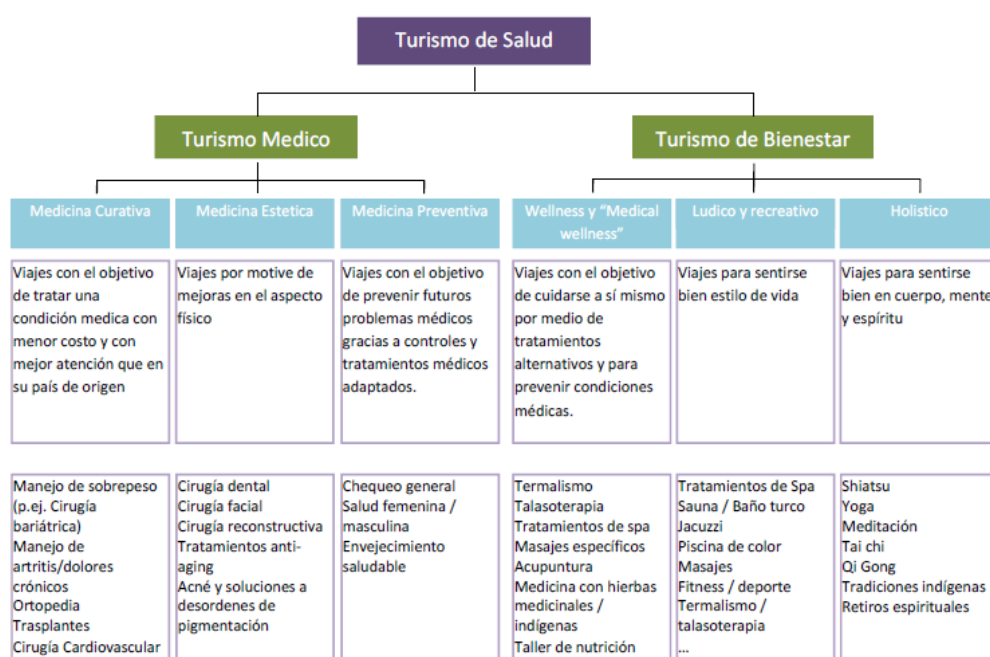 Turismo de Salud
Turismo Medico
Turismo de Bienestar
Medicina Curativa
Medicina Estetica
Medicina Preventiva
Wellness y “Medical
wellness”
Ludico y recreativo
Holistico
Viajes con el objetivo
de tratar una
condición medica con
menor costo y con
mejor atención que en
su país de origen
Viajes por motive de
mejoras en el aspecto
físico
Viajes con el objetivo
de prevenir futuros
problemas médicos
gracias a controles y
tratamientos médicos
adaptados.
Viajes con el objetivo
de cuidarse a sí mismo
por medio de
tratamientos
alternativos y para
prevenir condiciones
médicas.
Viajes para sentirse
bien estilo de vida
Viajes para sentirse
bien en cuerpo, mente
y espíritu
Manejo de sobrepeso
(p.ej. Cirugía
bariátrica)
Manejo de
artritis/dolores
crónicos
Ortopedia
Trasplantes
Cirugía Cardiovascular
Cirugía dental
Cirugía facial
Cirugía reconstructiva
Tratamientos anti-
aging
Acné y soluciones a
desordenes de
pigmentación
Chequeo general
Salud femenina /
masculina
Envejecimiento
saludable
Termalismo
Talasoterapia
Tratamientos de spa
Masajes específicos
Acupuntura
Medicina con hierbas
medicinales /
indígenas
Taller de nutrición
Tratamientos de Spa
Sauna / Baño turco
Jacuzzi
Piscina de color
Masajes
Fitness / deporte
Termalismo /
talasoterapia
...
Shiatsu
Yoga
Meditación
Tai chi
Qi Gong
Tradiciones indígenas
Retiros espirituales